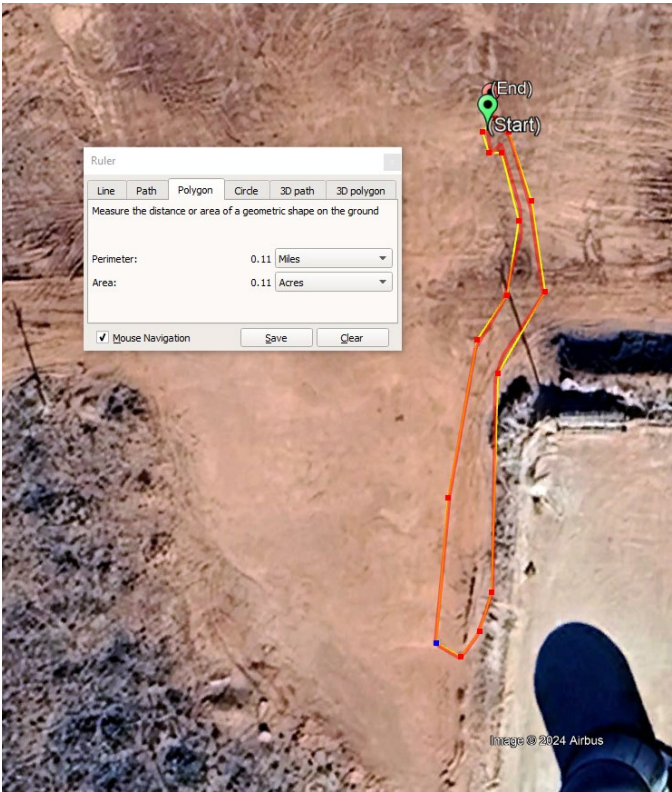 (End)
(Start)
Ruler
Line Path Polygon Circle 3D path 3D polygon
Measure the distance or area of a geometric shape on the ground
Perimeter: 0.11 Miles
Area: 0.11 Acres
Mouse Navigation Save Clear
Image © 2024 Airbus